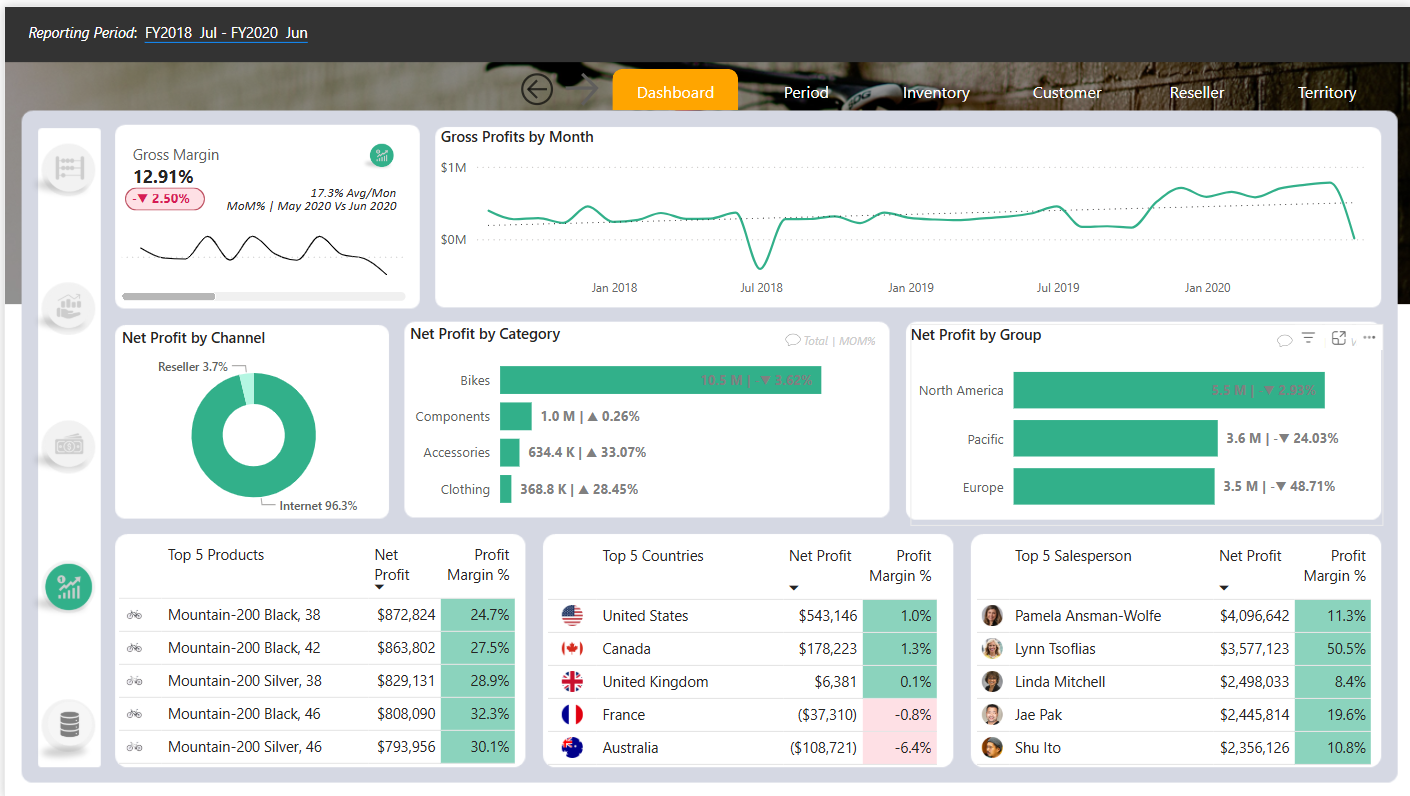 Reporting Period: FY2018 Jul - FY2020 Jun
Dashboard Period Inventory Customer Reseller Territory
Gross Margin
12.91%
-▼ 2.50%
17.3% Avg/Mon
MoM% | May 2020 Vs Jun 2020
Gross Profits by Month
$1M
$0M
Jan 2018 Jul 2018 Jan 2019 Jul 2019 Jan 2020
Net Profit by Channel
Reseller 3.7%
Internet 96.3%
Net Profit by Category
Total | MOM%
Bikes 10.5 M | -▼ 3.62%
Components 1.0 M | ▲ 0.26%
Accessories 634.4 K | ▲ 33.07%
Clothing 368.8 K | ▲ 28.45%
Net Profit by Group
North America 5.5 M | -▼ 2.93%
Pacific 3.6 M | -▼ 24.03%
Europe 3.5 M | -▼ 48.71%
Top 5 Products Net Profit Profit Margin %
Mountain-200 Black, 38 $872,824 24.7%
Mountain-200 Black, 42 $863,802 27.5%
Mountain-200 Silver, 38 $829,131 28.9%
Mountain-200 Black, 46 $808,090 32.3%
Mountain-200 Silver, 46 $793,956 30.1%
Top 5 Countries Net Profit Profit Margin %
United States $543,146 1.0%
Canada $178,223 1.3%
United Kingdom $6,381 0.1%
France ($37,310) -0.8%
Australia ($108,721) -6.4%
Top 5 Salesperson Net Profit Profit Margin %
Pamela Ansman-Wolfe $4,096,642 11.3%
Lynn Tsoflias $3,577,123 50.5%
Linda Mitchell $2,498,033 8.4%
Jae Pak $2,445,814 19.6%
Shu Ito $2,356,126 10.8%